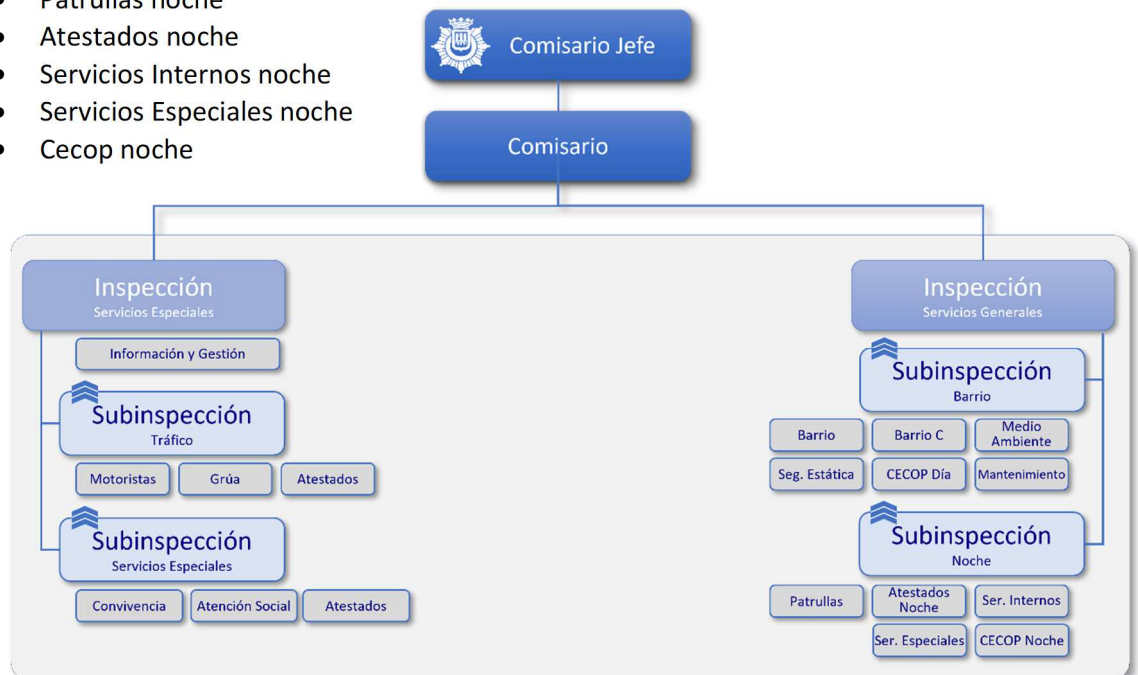 Patrullas noche
Atestados noche
Servicios Internos noche
Servicios Especiales noche
Cecop noche
Comisario Jefe
Comisario
Inspección
Servicios Especiales
Información y Gestión
Subinspección
Tráfico
Motoristas
Grúa
Atestados
Subinspección
Servicios Especiales
Convivencia
Atención Social
Atestados
Inspección
Servicios Generales
Subinspección
Barrio
Barrio
Barrio C
Medio
Ambiente
Seg. Estática
CECOP Día
Mantenimiento
Subinspección
Noche
Patrullas
Atestados
Noche
Ser. Internos
Ser. Especiales
CECOP Noche